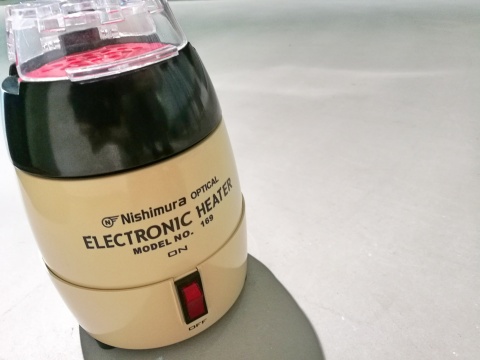 N Nishimura OPTICAL
ELECTRONIC HEATER
MODEL NO. 169
ON
OFF